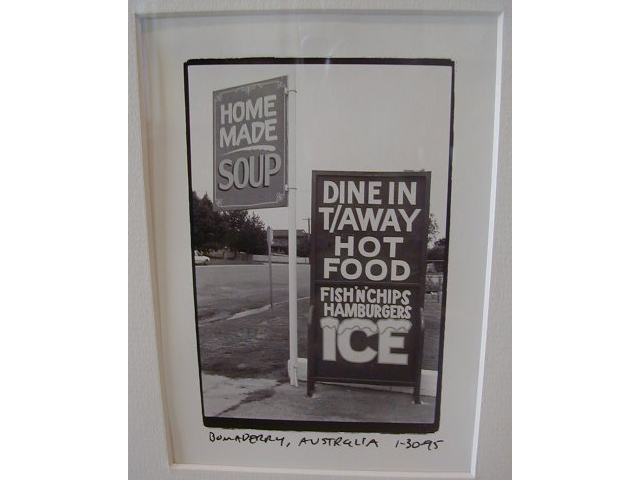 HOME
MADE
SOUP
DINE IN
T/AWAY
HOT
FOOD
FISH'N'CHIPS
HAMBURGERS
ICE
BOMADERRY, AUSTRALIA 1-30-95